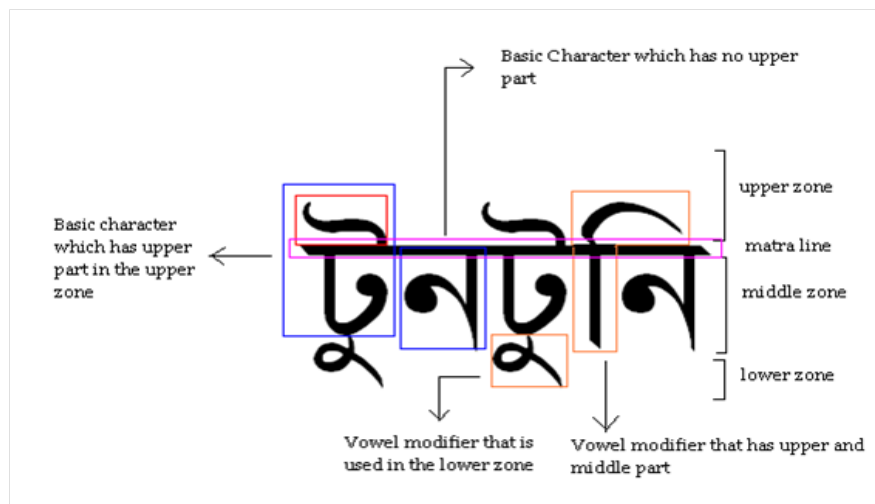 Basic Character which has no upper
part
upper zone
Basic character
which has upper
part in the upper
zone
টুনটুনি
matra line
middle zone
lower zone
Vowel modifier that is
used in the lower zone
Vowel modifier that has upper and
middle part